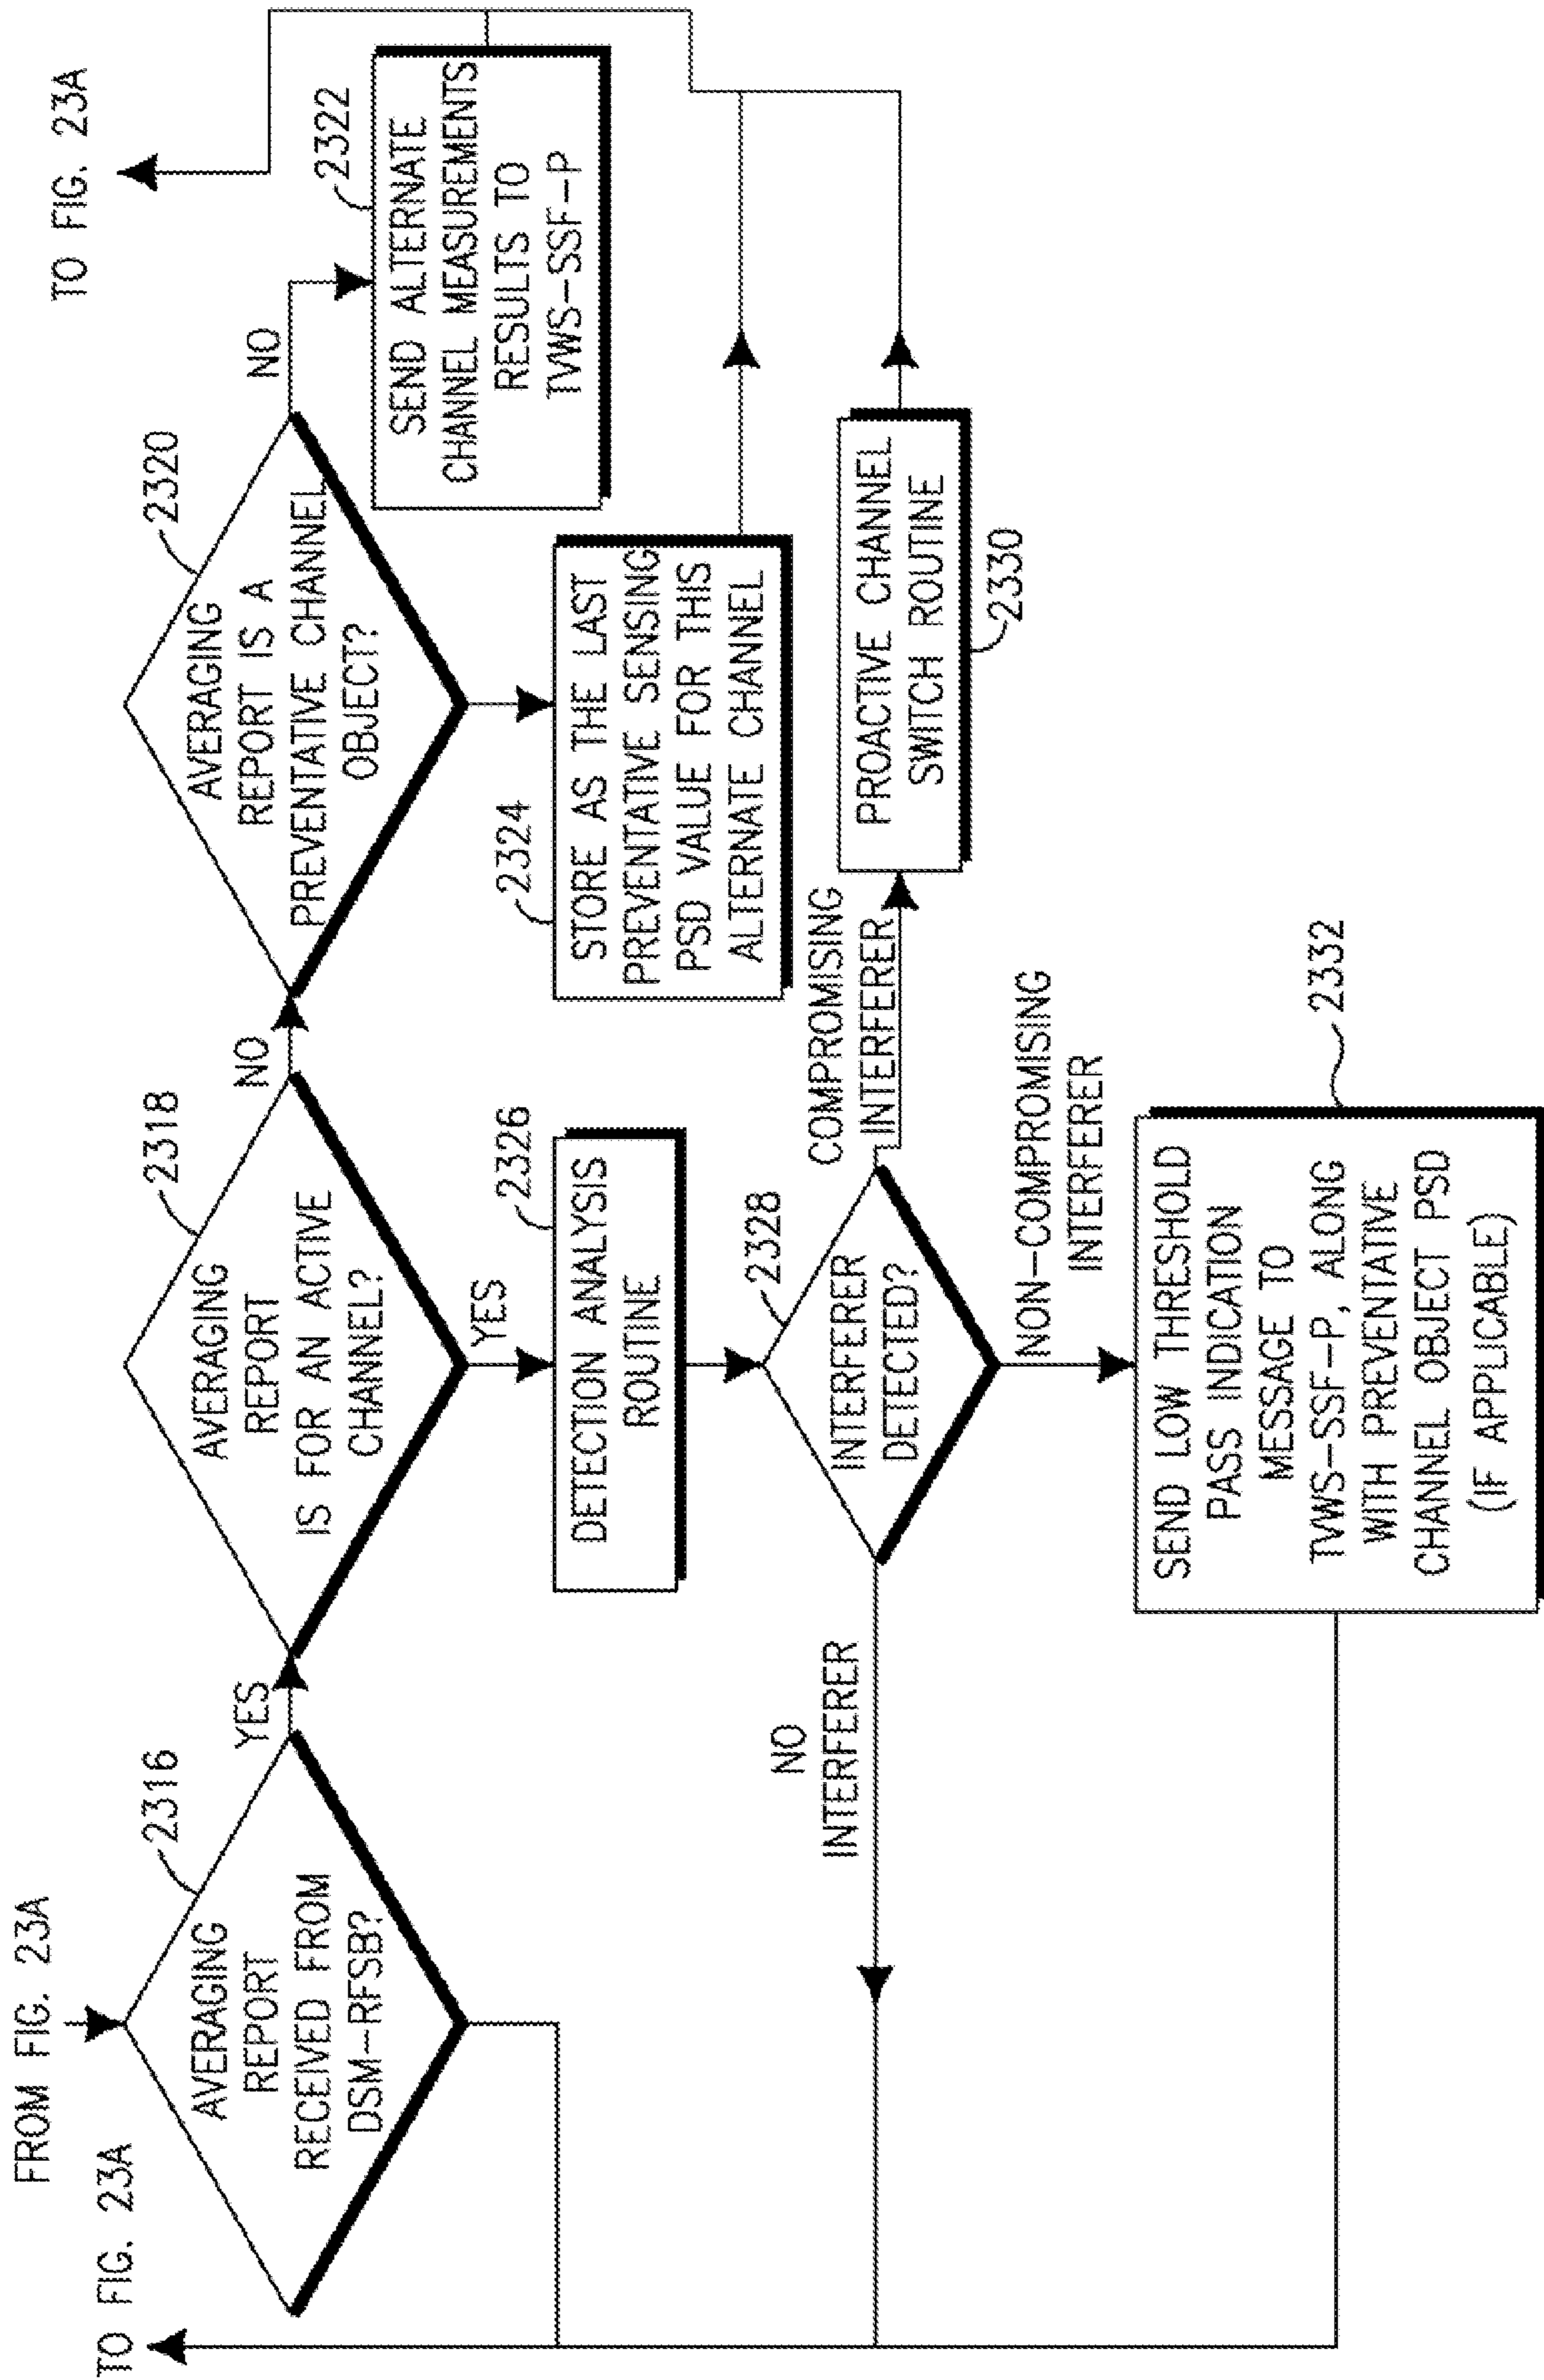 FROM FIG. 23A
TO FIG. 23A
AVERAGING
REPORT
RECEIVED FROM
DSM-RFSB?
2316
YES
AVERAGING
REPORT
IS FOR AN ACTIVE
CHANNEL?
2318
NO
AVERAGING
REPORT IS A
PREVENTATIVE CHANNEL
OBJECT?
2320
NO
TO FIG. 23A
SEND ALTERNATE
CHANNEL MEASUREMENTS
RESULTS TO
TVWS-SSF-P
2322
STORE AS THE LAST
PREVENTATIVE SENSING
PSD VALUE FOR THIS
ALTERNATE CHANNEL
2324
YES
DETECTION ANALYSIS
ROUTINE
2326
INTERFERER
DETECTED?
2328
NO
INTERFERER
COMPROMISING
INTERFERER
PROACTIVE CHANNEL
SWITCH ROUTINE
2330
NON-COMPROMISING
INTERFERER
SEND LOW THRESHOLD
PASS INDICATION
MESSAGE TO
TVWS-SSF-P, ALONG
WITH PREVENTATIVE
CHANNEL OBJECT PSD
(IF APPLICABLE)
2332